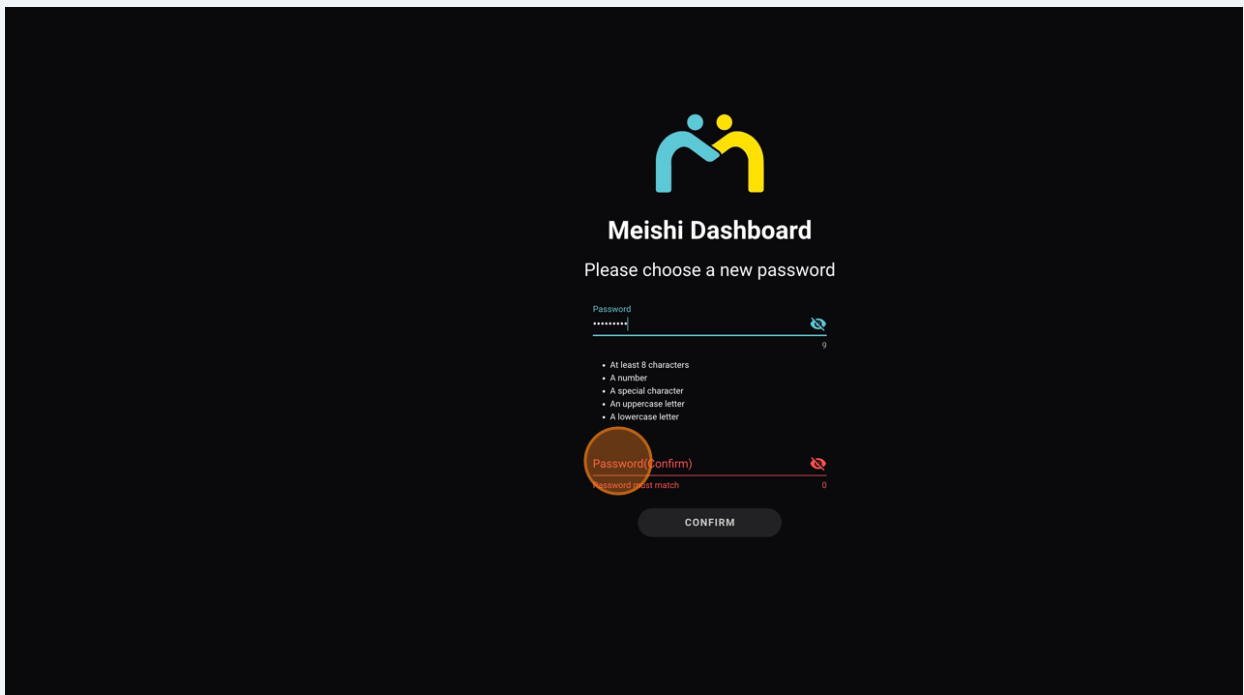 Meishi Dashboard
Please choose a new password
Password
•••••••••
9
• At least 8 characters
• A number
• A special character
• An uppercase letter
• A lowercase letter
Password(Confirm)
Password must match 0
CONFIRM